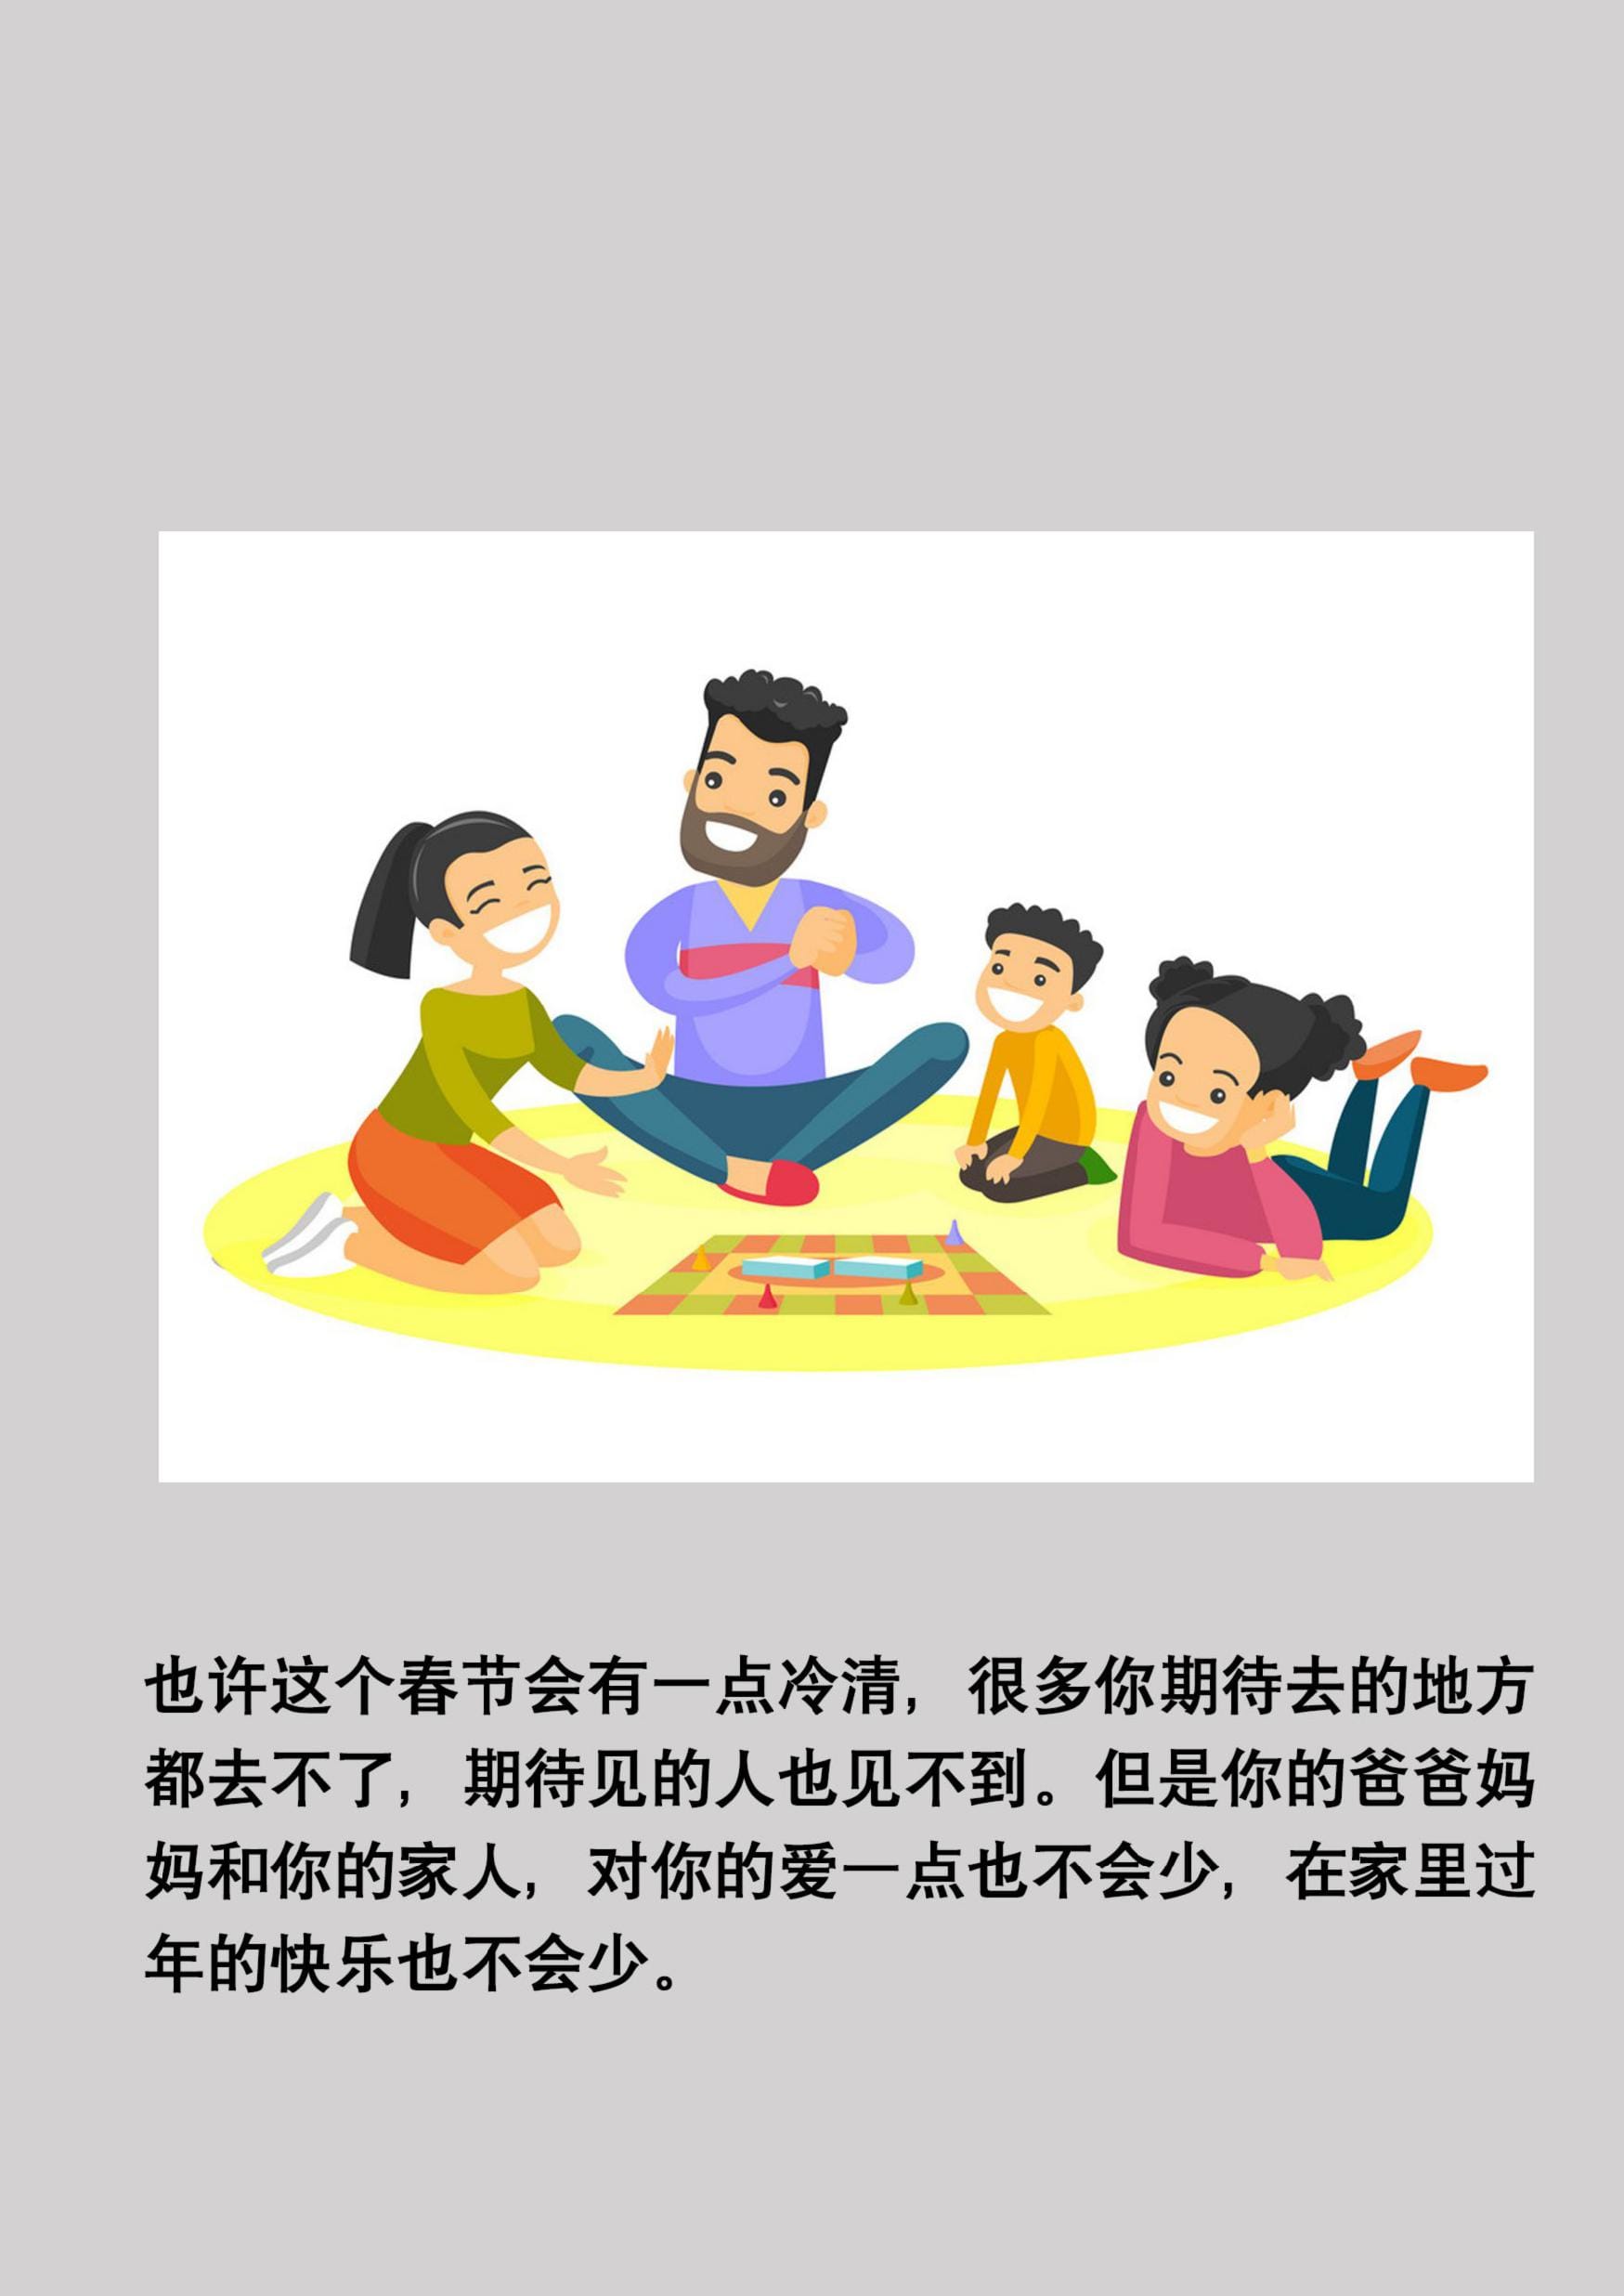 也许这个春节会有一点冷清，很多你期待去的地方
都去不了，期待见的人也见不到。但是你的爸爸妈
妈和你的家人，对你的爱一点也不会少，在家里过
年的快乐也不会少。